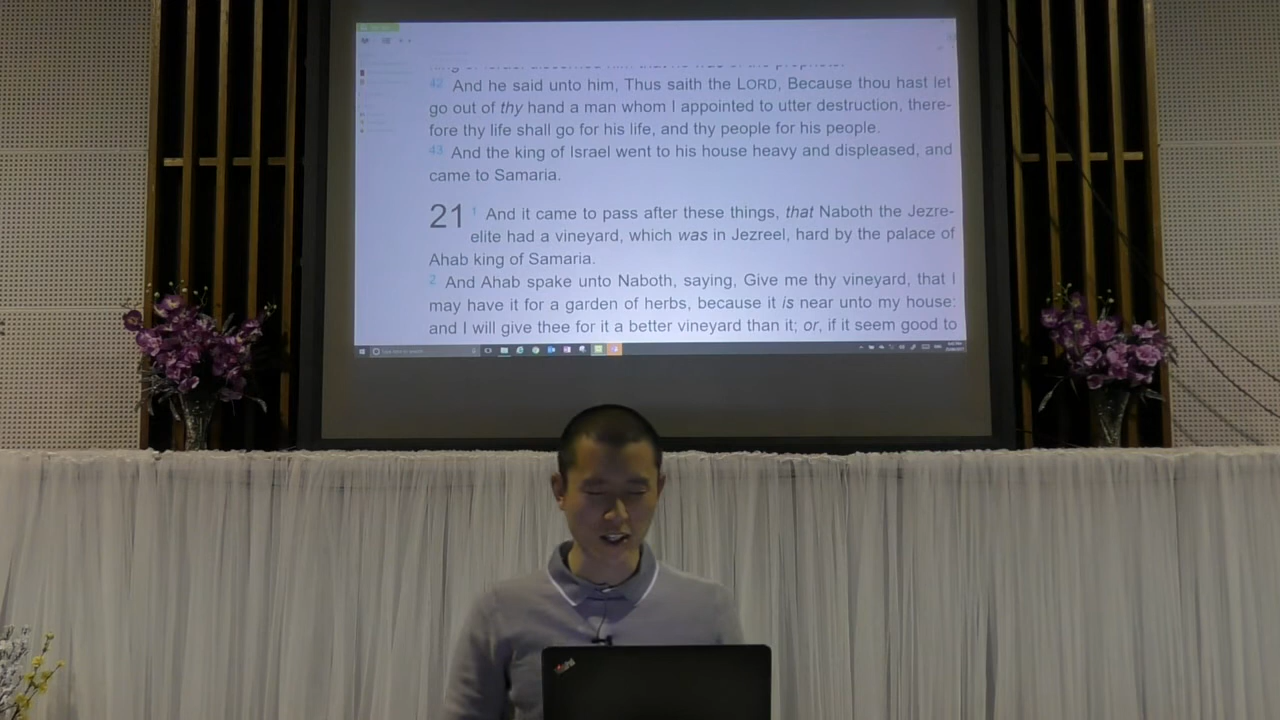 42 And he said unto him, Thus saith the LORD, Because thou hast let
go out of thy hand a man whom I appointed to utter destruction, there-
fore thy life shall go for his life, and thy people for his people.
43 And the king of Israel went to his house heavy and displeased, and
came to Samaria.
21 1 And it came to pass after these things, that Naboth the Jezre-
elite had a vineyard, which was in Jezreel, hard by the palace of
Ahab king of Samaria.
2 And Ahab spake unto Naboth, saying, Give me thy vineyard, that I
may have it for a garden of herbs, because it is near unto my house:
and I will give thee for it a better vineyard than it; or, if it seem good to